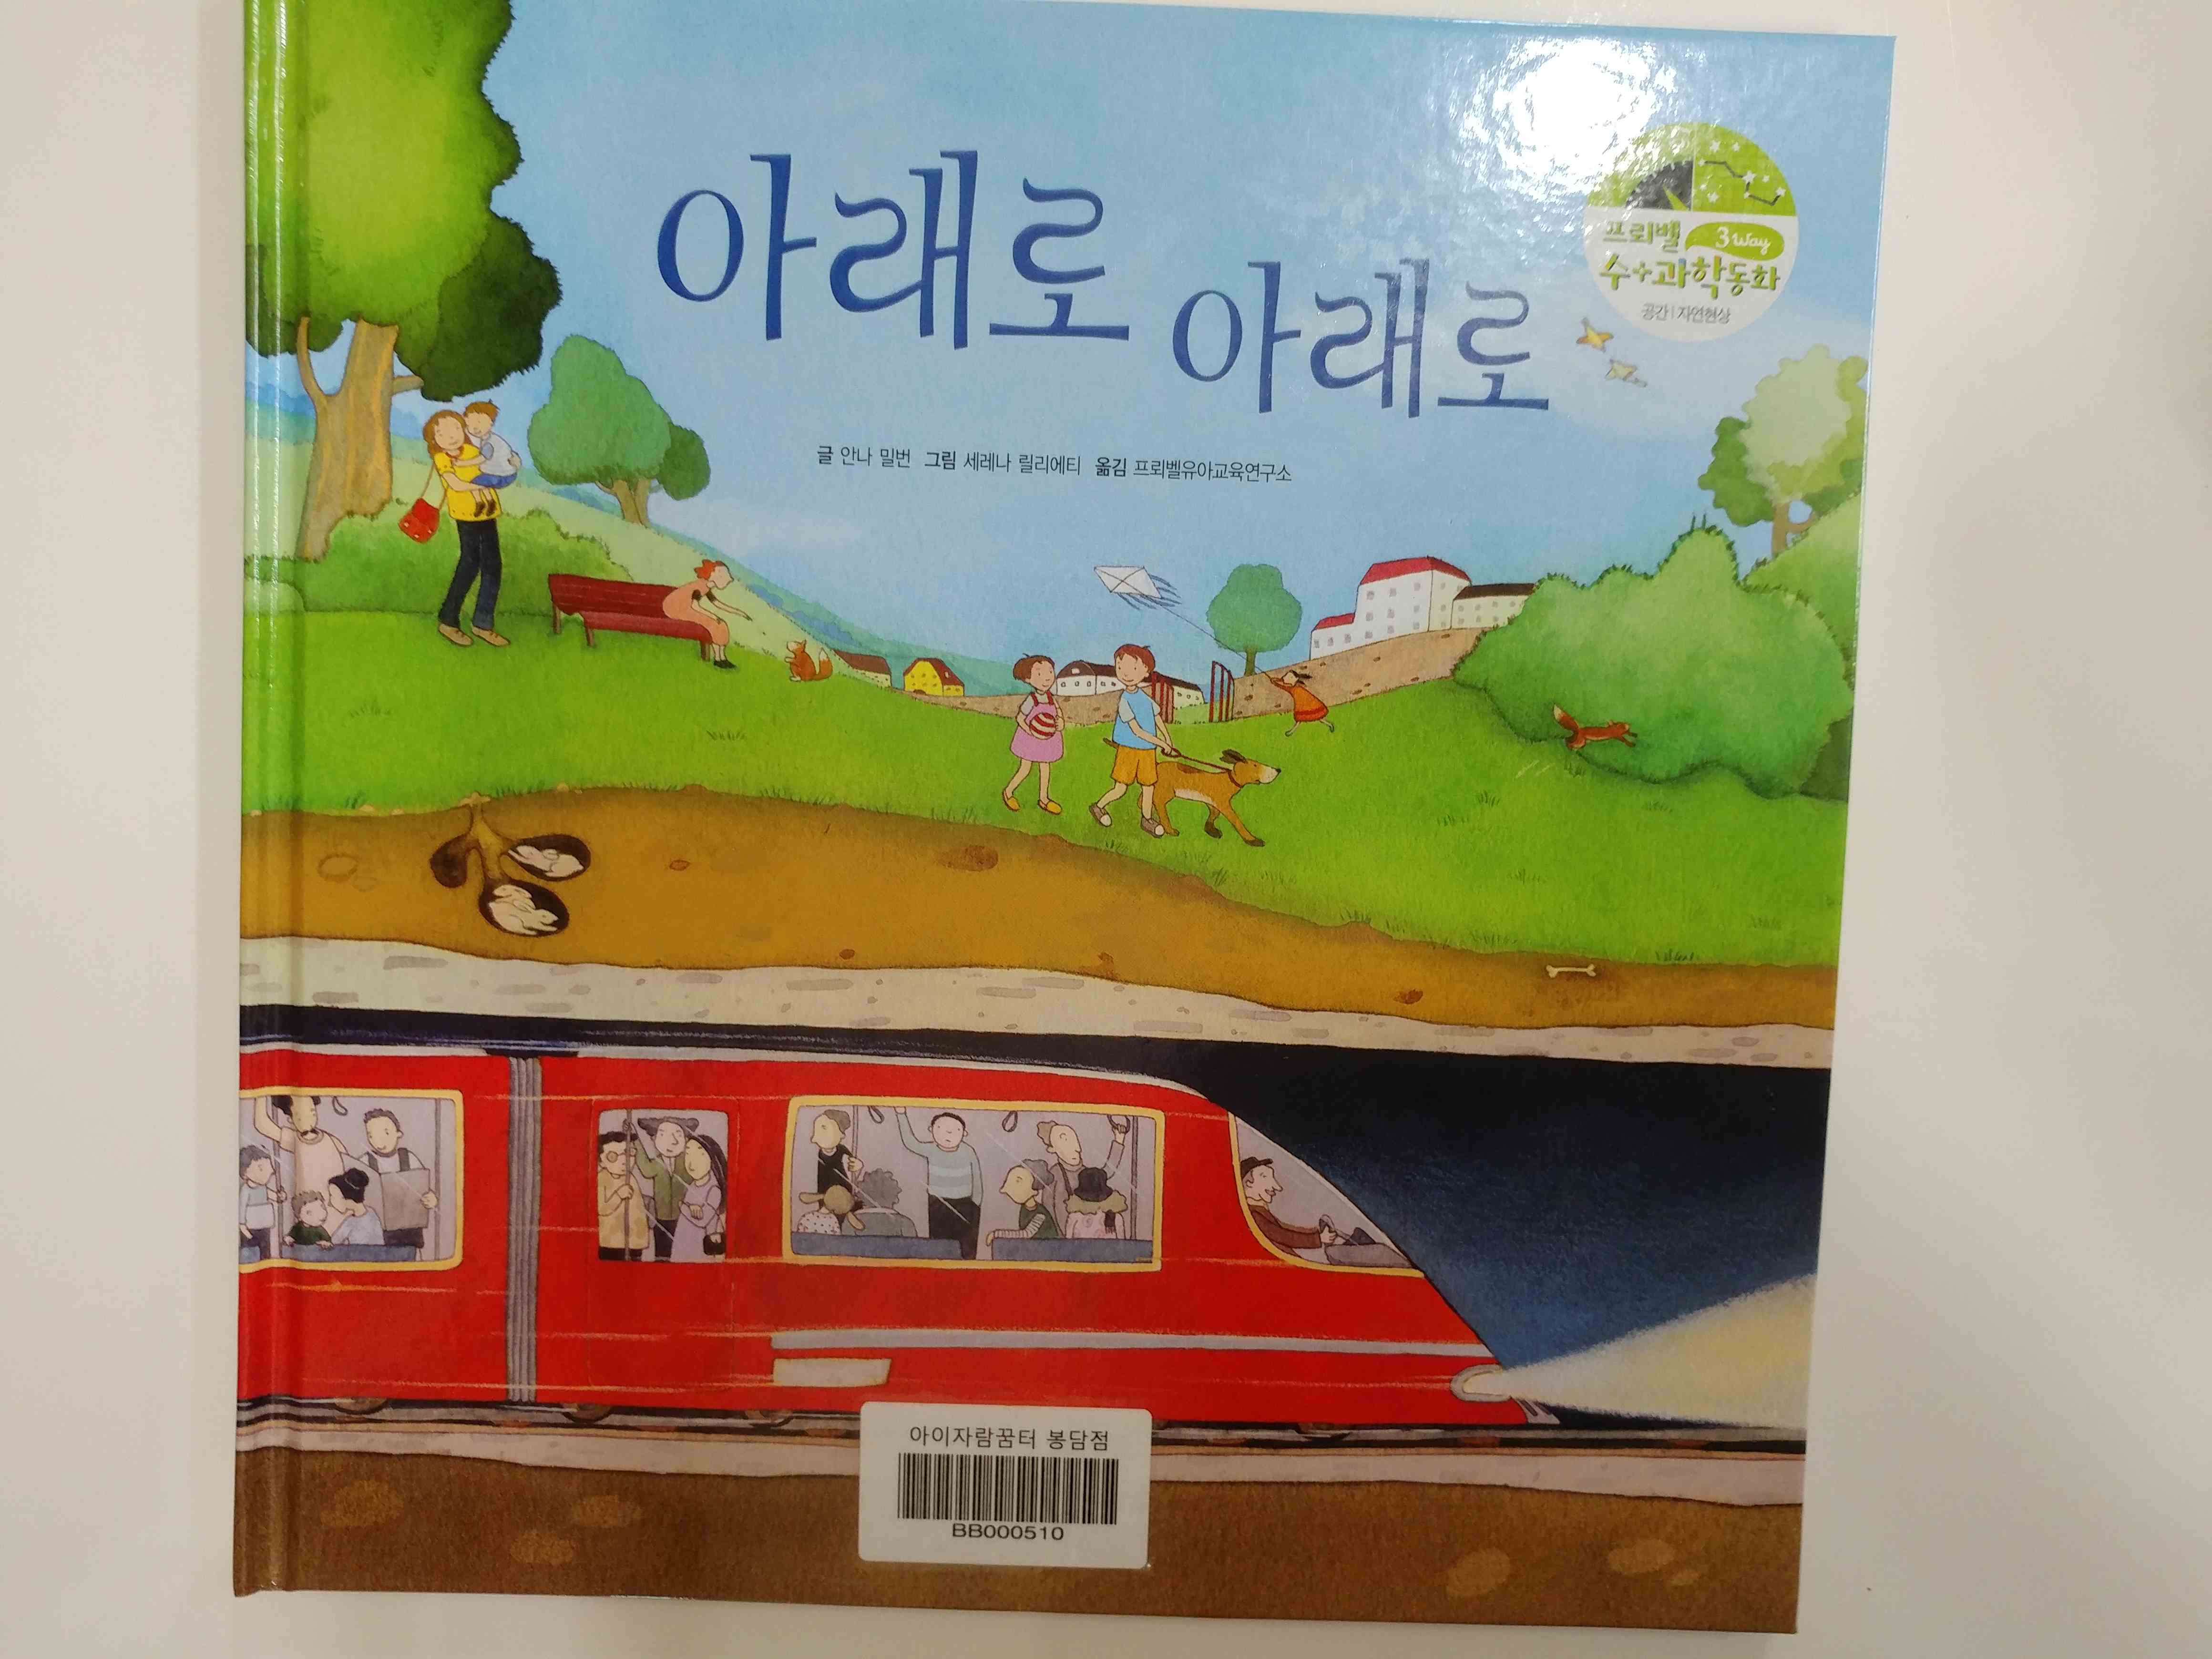 아래로
아래로
프뢰벨 3 way
수+과학동화
공간 | 자연현상
글 안나 밀번 그림 세레나 릴리에티 옮김 프뢰벨유아교육연구소
아이자람꿈터 봉담점
BB000510